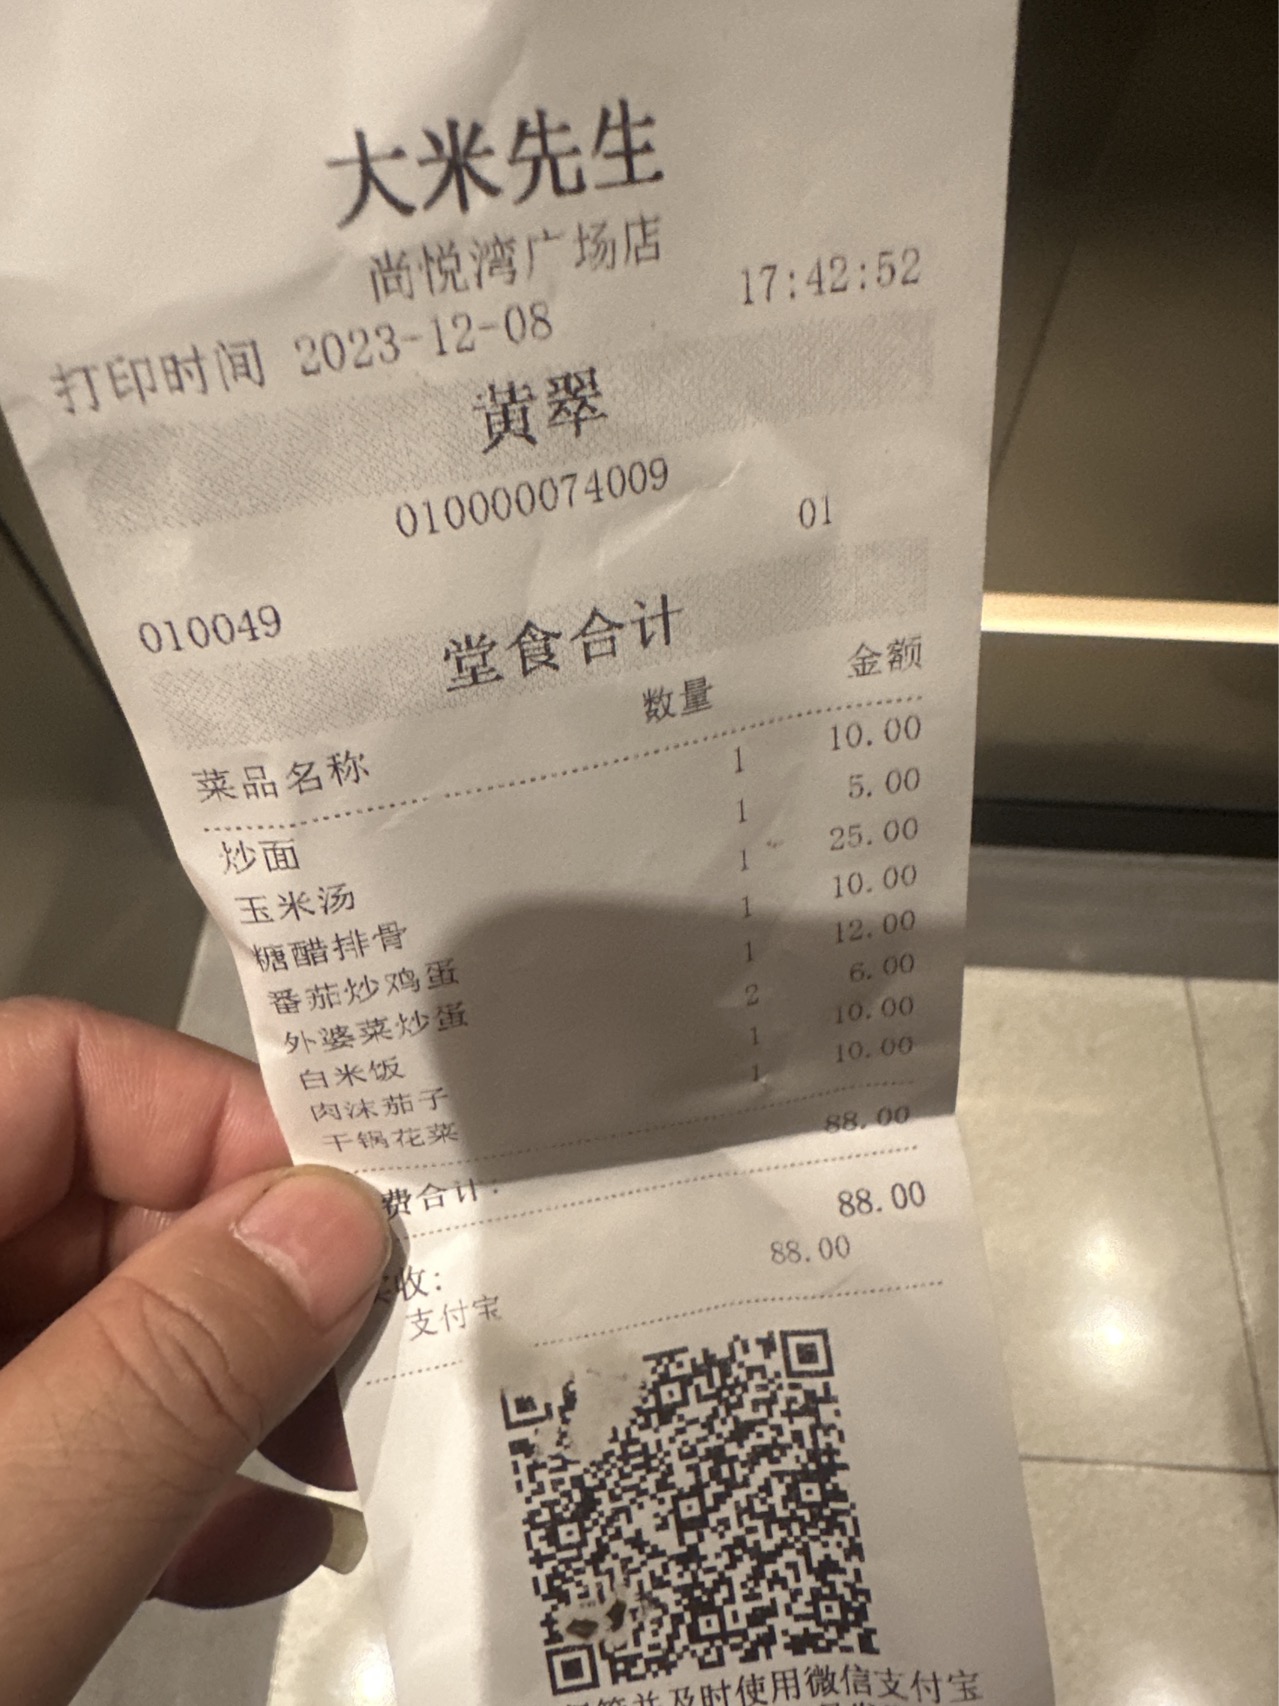 大米先生
尚悦湾广场店
打印时间 2023-12-08 17:42:52
黄翠
010000074009
010049 01
堂食合计
菜品名称 数量 金额
炒面 1 10.00
玉米汤 1 5.00
糖醋排骨 1 25.00
番茄炒鸡蛋 1 10.00
外婆菜炒蛋 1 12.00
白米饭 2 6.00
肉沫茄子 1 10.00
干锅花菜 1 10.00
费合计: 88.00
收: 88.00
支付宝 88.00
及时使用微信支付宝